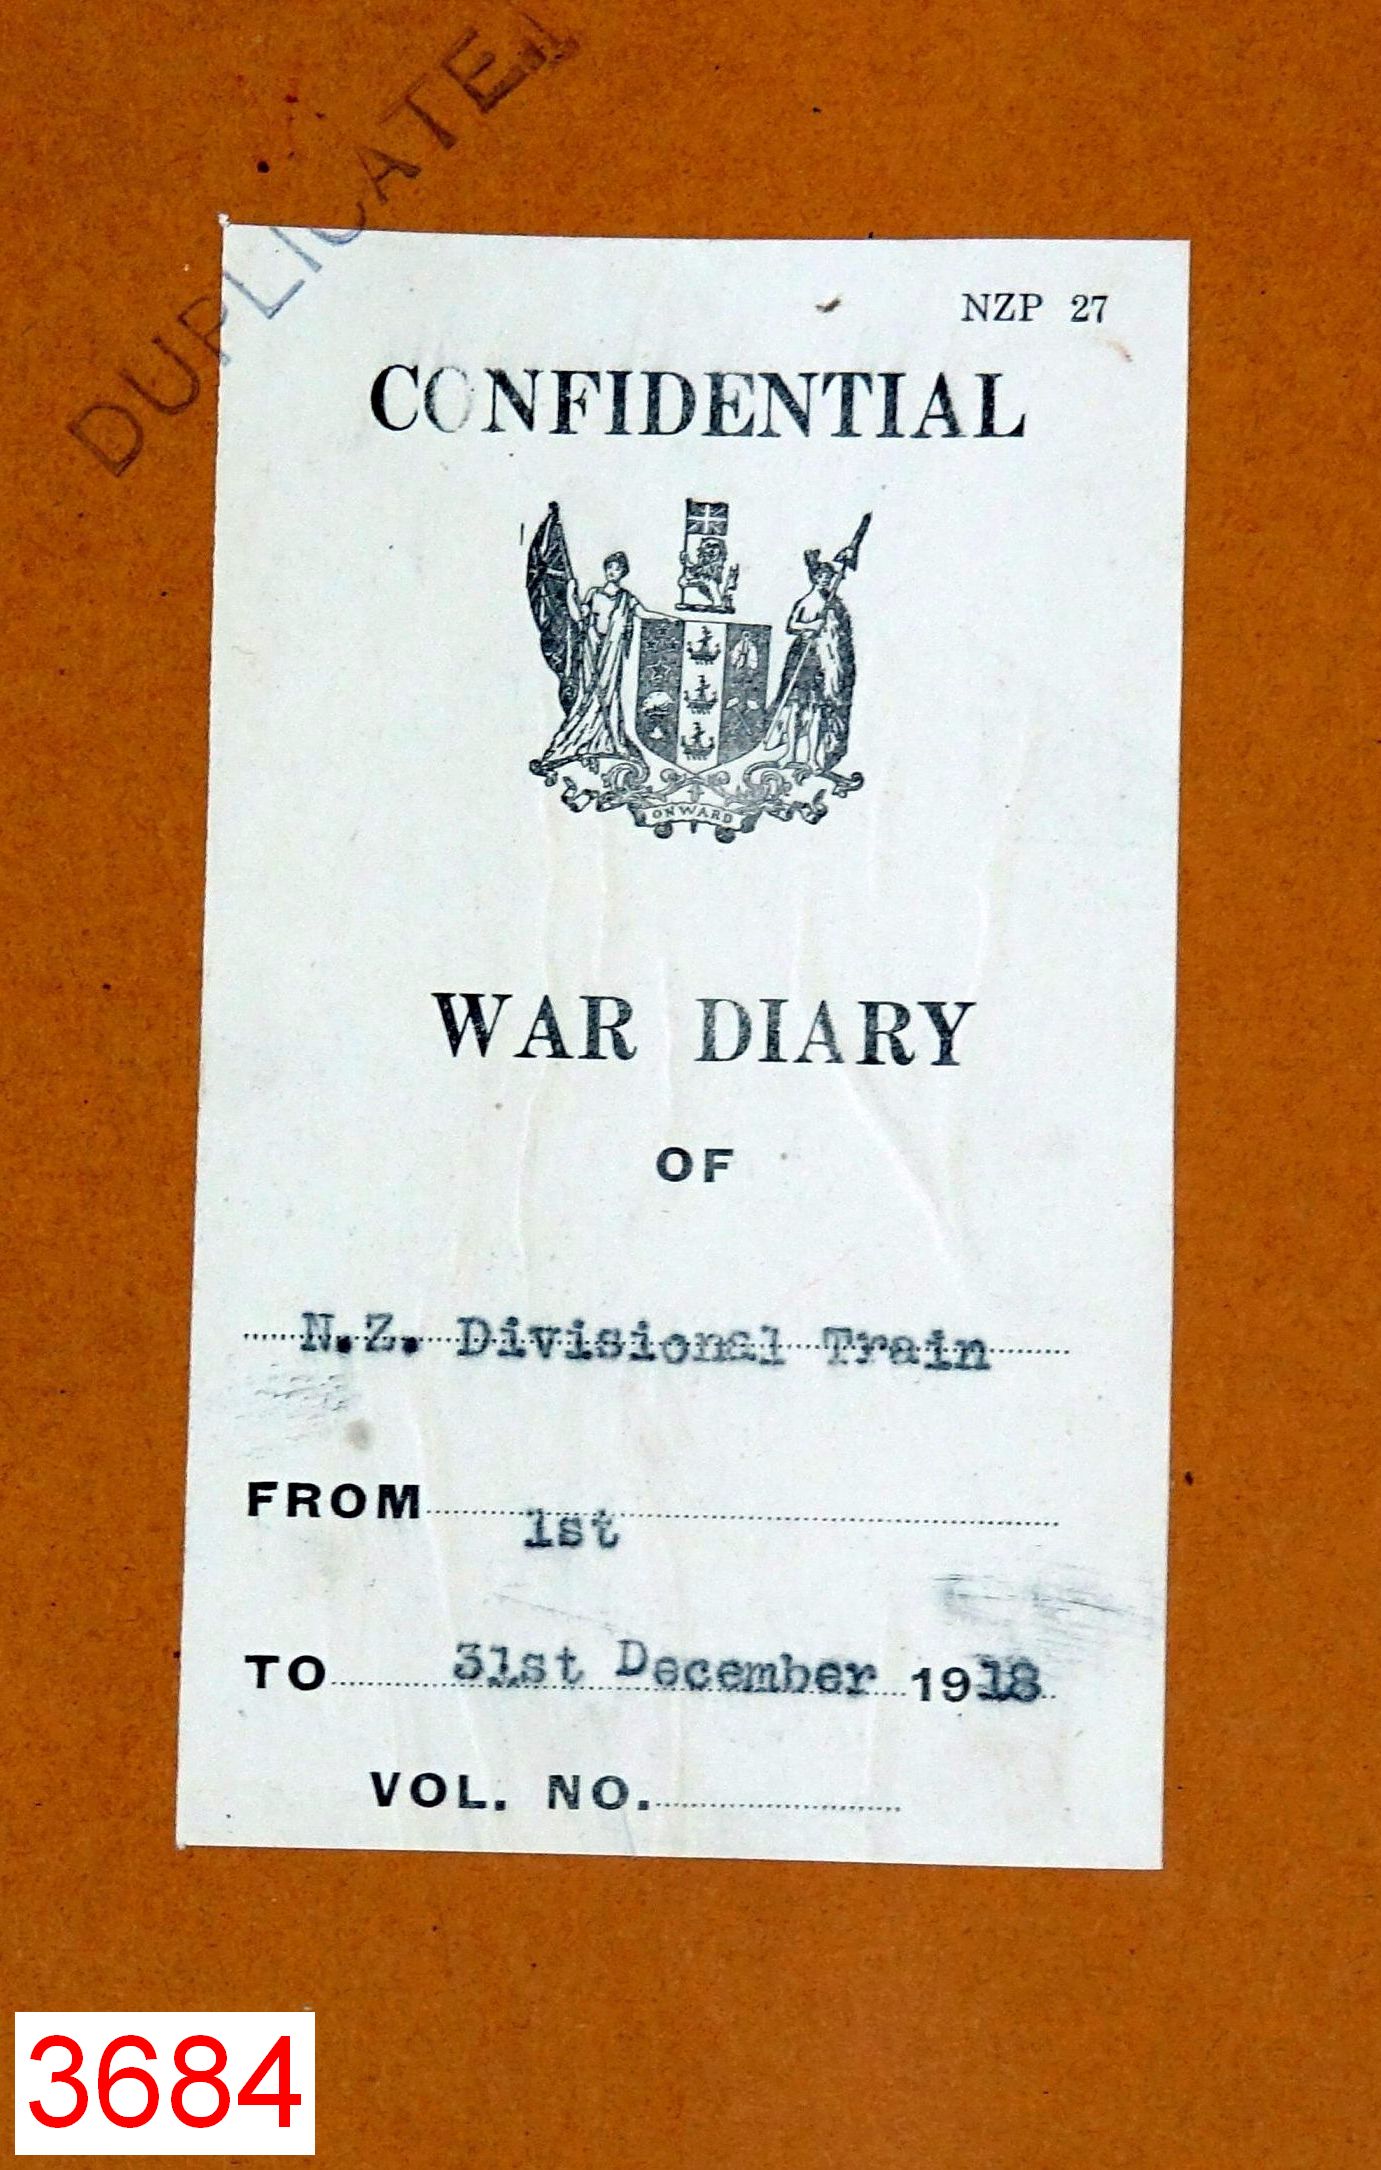 DUPLICATE
NZP 27
CONFIDENTIAL
ONWARD
WAR DIARY
OF
N.Z. Divisional Train
FROM 1st
TO 31st December 1918
VOL. NO.
3684